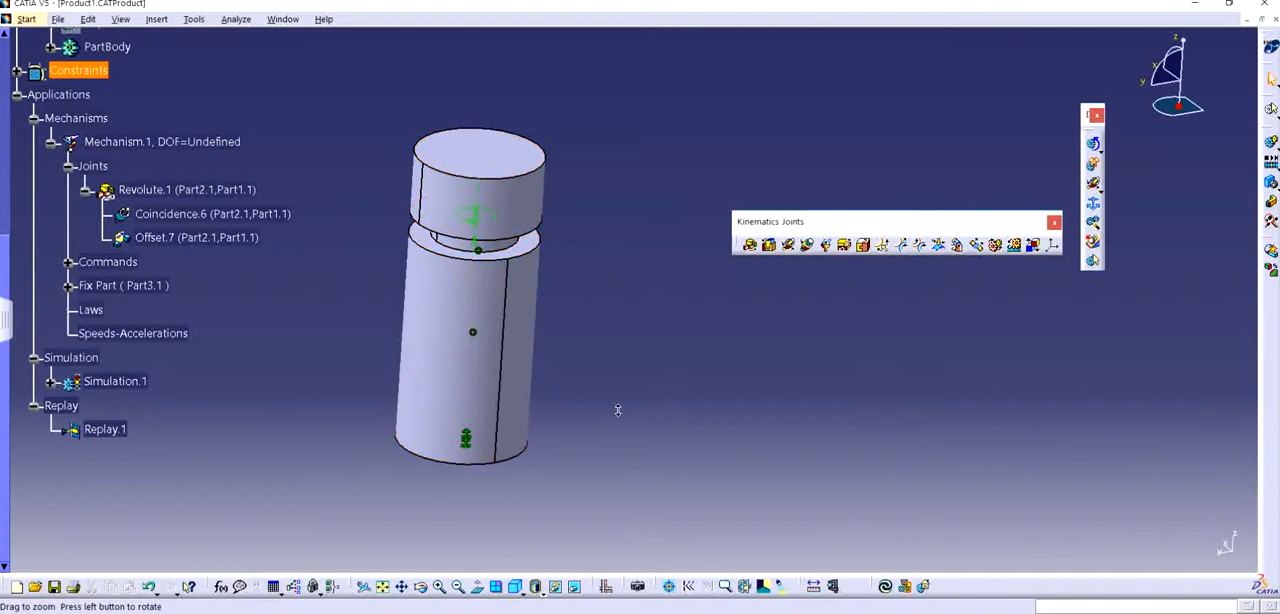 CATIA V5 - [Product1.CATProduct]
Start File Edit View Insert Tools Analyze Window Help
PartBody
Constraints
Applications
Mechanisms
Mechanism.1, DOF=Undefined
Joints
Revolute.1 (Part2.1,Part1.1)
Coincidence.6 (Part2.1,Part1.1)
Offset.7 (Part2.1,Part1.1)
Commands
Fix Part ( Part3.1 )
Laws
Speeds-Accelerations
Simulation
Simulation.1
Replay
Replay.1
Kinematics Joints
z
x
y
z
x
f(x)
CATIA
Drag to zoom Press left button to rotate